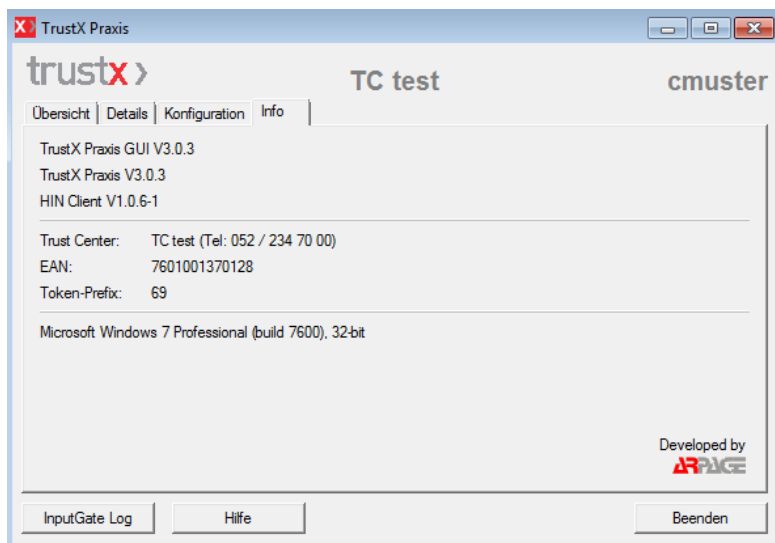 TrustX Praxis
trustx
TC test
cmuster
Übersicht
Details
Konfiguration
Info
TrustX Praxis GUI V3.0.3
TrustX Praxis V3.0.3
HIN Client V1.0.6-1
Trust Center: TC test (Tel: 052 / 234 70 00)
EAN: 7601001370128
Token-Prefix: 69
Microsoft Windows 7 Professional (build 7600), 32-bit
Developed by
ARPAGE
InputGate Log
Hilfe
Beenden